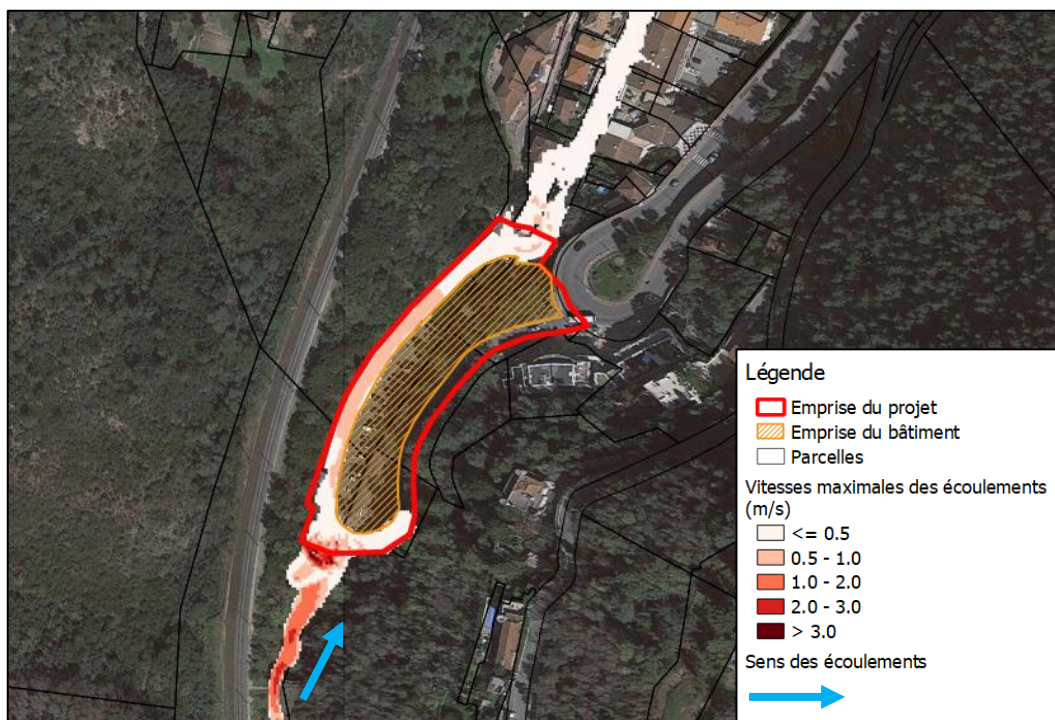 Légende
Emprise du projet
Emprise du bâtiment
Parcelles
Vitesses maximales des écoulements
(m/s)
<= 0.5
0.5 - 1.0
1.0 - 2.0
2.0 - 3.0
> 3.0
Sens des écoulements